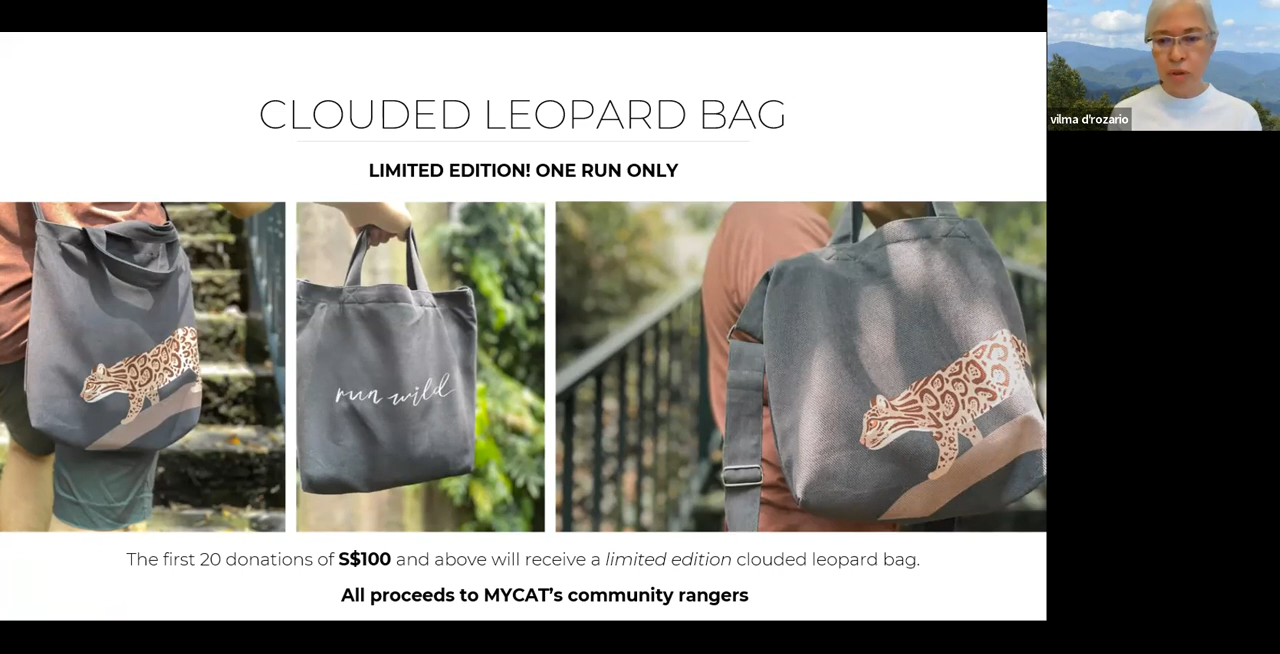 CLOUDED LEOPARD BAG
LIMITED EDITION! ONE RUN ONLY
run wild
The first 20 donations of S$100 and above will receive a limited edition clouded leopard bag.
All proceeds to MYCAT’s community rangers
vilma d'rozario